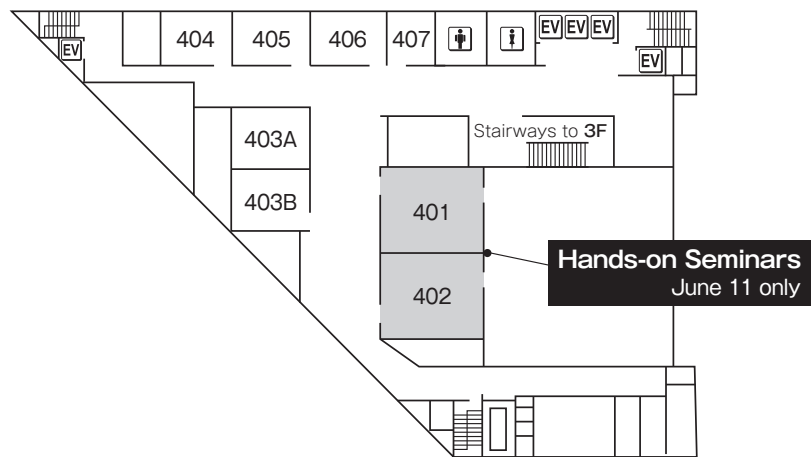 404
405
406
407
EV EV EV
EV
EV
403A
Stairways to 3F
403B
401
Hands-on Seminars
June 11 only
402